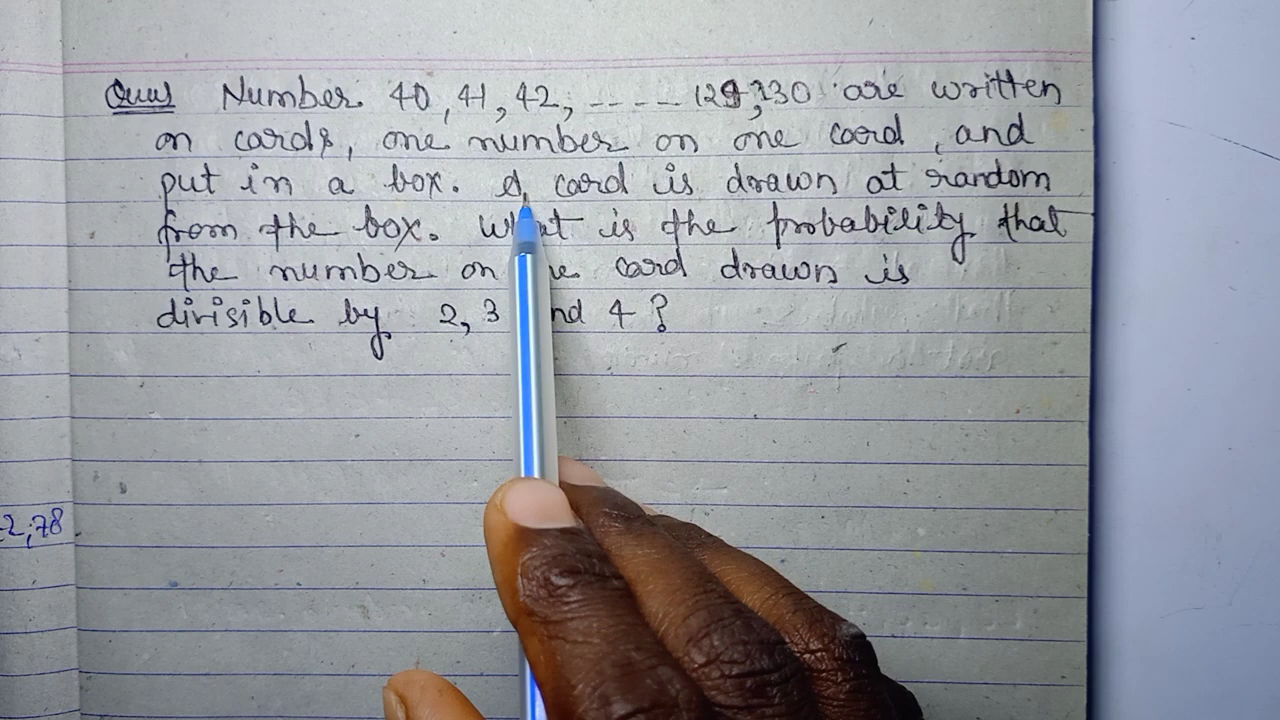 Ques Number 40, 41, 42, ---- 129, 130 are written
on cards, one number on one card, and
put in a box. A card is drawn at random
from the box. What is the probability that
the number on card drawn is
divisible by 2, 3 4?
-2,78